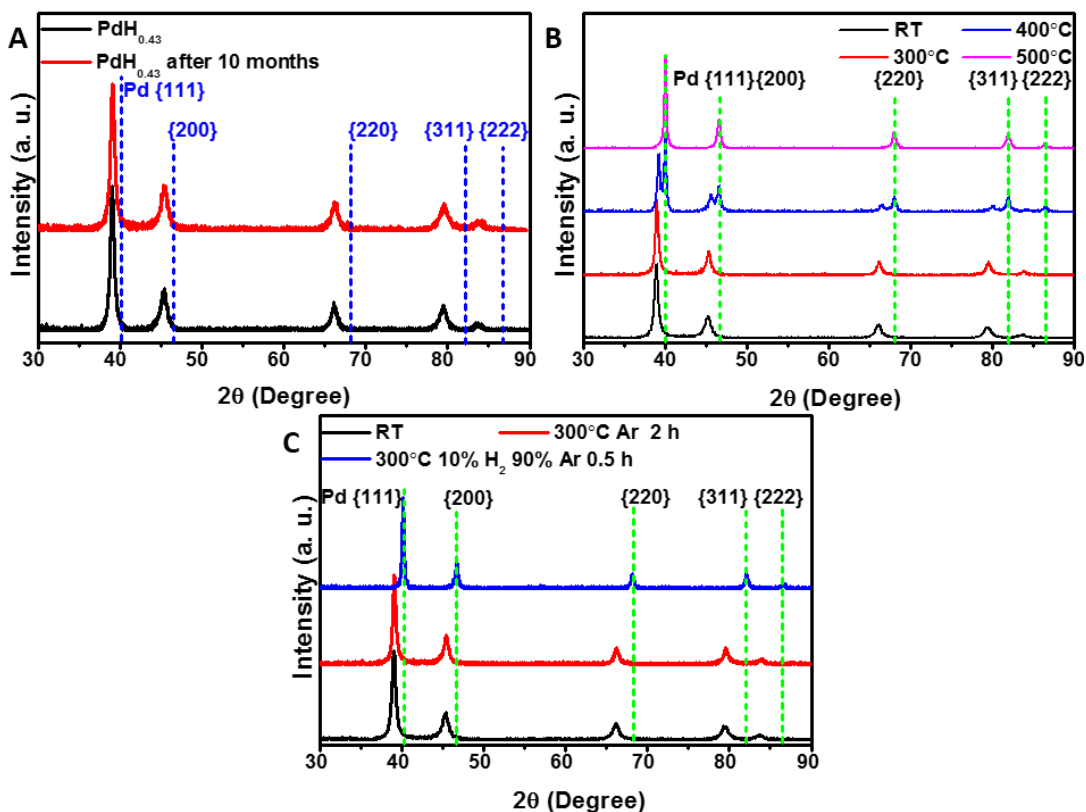 A
PdH0.43
PdH0.43 after 10 months
Pd {111}
{200}
{220}
{311}
{222}
Intensity (a. u.)
30 40 50 60 70 80 90
2θ (Degree)
B
RT
400°C
300°C
500°C
Pd {111}{200}
{220}
{311}
{222}
Intensity (a. u.)
30 40 50 60 70 80 90
2θ (Degree)
C
RT
300°C Ar 2 h
300°C 10% H2 90% Ar 0.5 h
Pd {111}
{200}
{220}
{311}
{222}
Intensity (a. u.)
30 40 50 60 70 80 90
2θ (Degree)